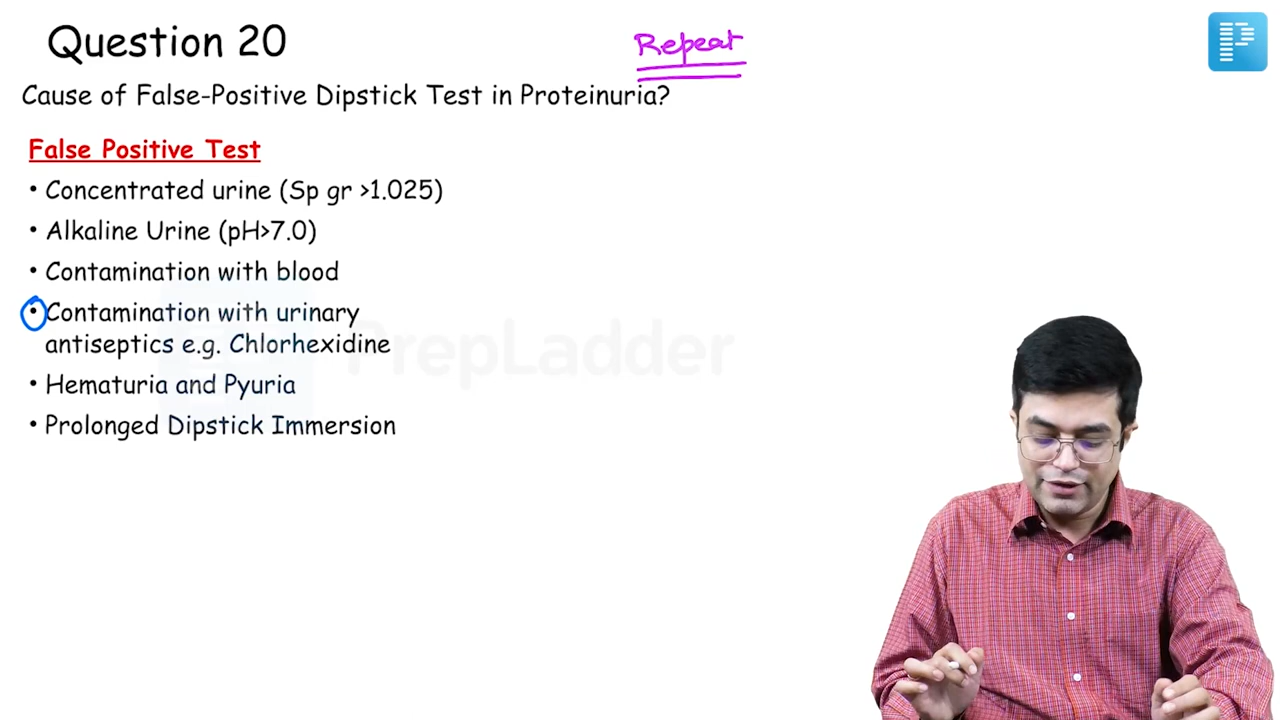 Question 20
Repeat
Cause of False-Positive Dipstick Test in Proteinuria?
False Positive Test
• Concentrated urine (Sp gr >1.025)
• Alkaline Urine (pH>7.0)
• Contamination with blood
• Contamination with urinary
antiseptics e.g. Chlorhexidine
PrepLadder
• Hematuria and Pyuria
• Prolonged Dipstick Immersion